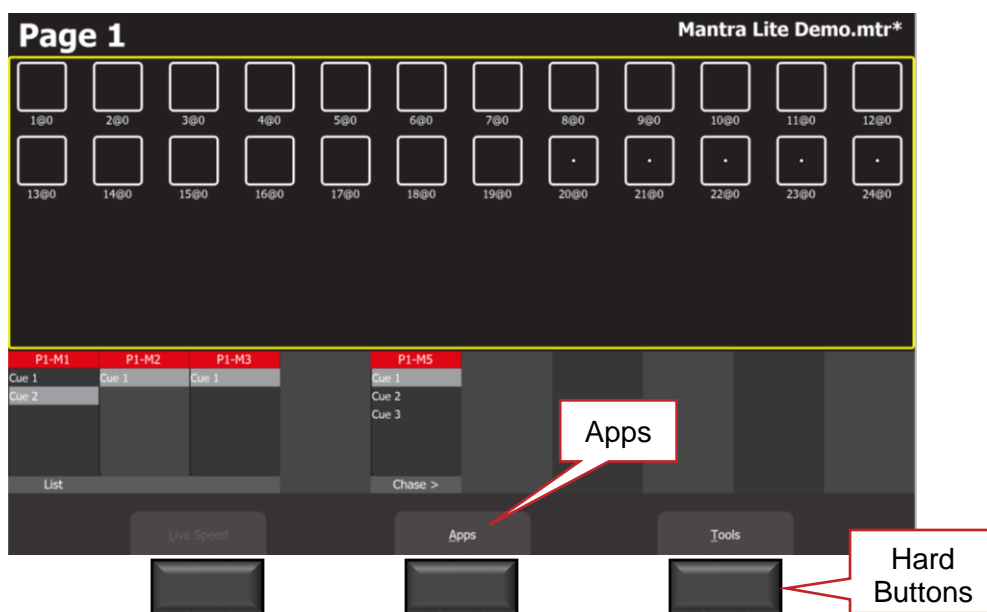 Page 1 Mantra Lite Demo.mtr*
1@0 2@0 3@0 4@0 5@0 6@0 7@0 8@0 9@0 10@0 11@0 12@0
13@0 14@0 15@0 16@0 17@0 18@0 19@0 20@0 21@0 22@0 23@0 24@0
P1-M1 P1-M2 P1-M3 P1-M5
Cue 1 Cue 1 Cue 1 Cue 1
Cue 2 Cue 2
Cue 3
Apps
List Chase >
Live Speed Apps Tools
Hard
Buttons